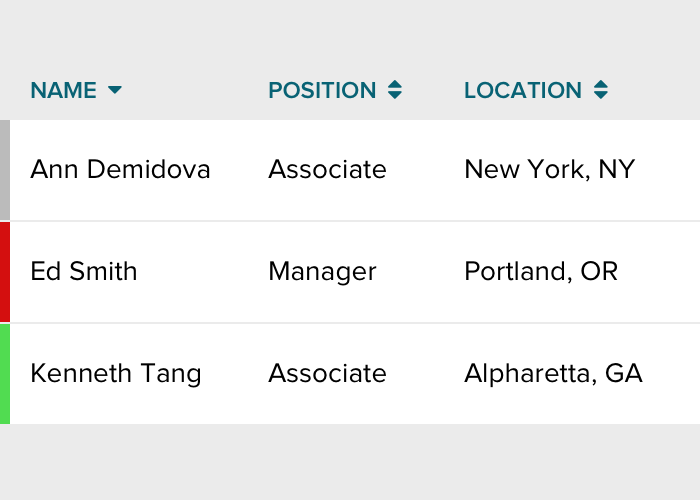 NAME POSITION LOCATION
Ann Demidova Associate New York, NY
Ed Smith Manager Portland, OR
Kenneth Tang Associate Alpharetta, GA